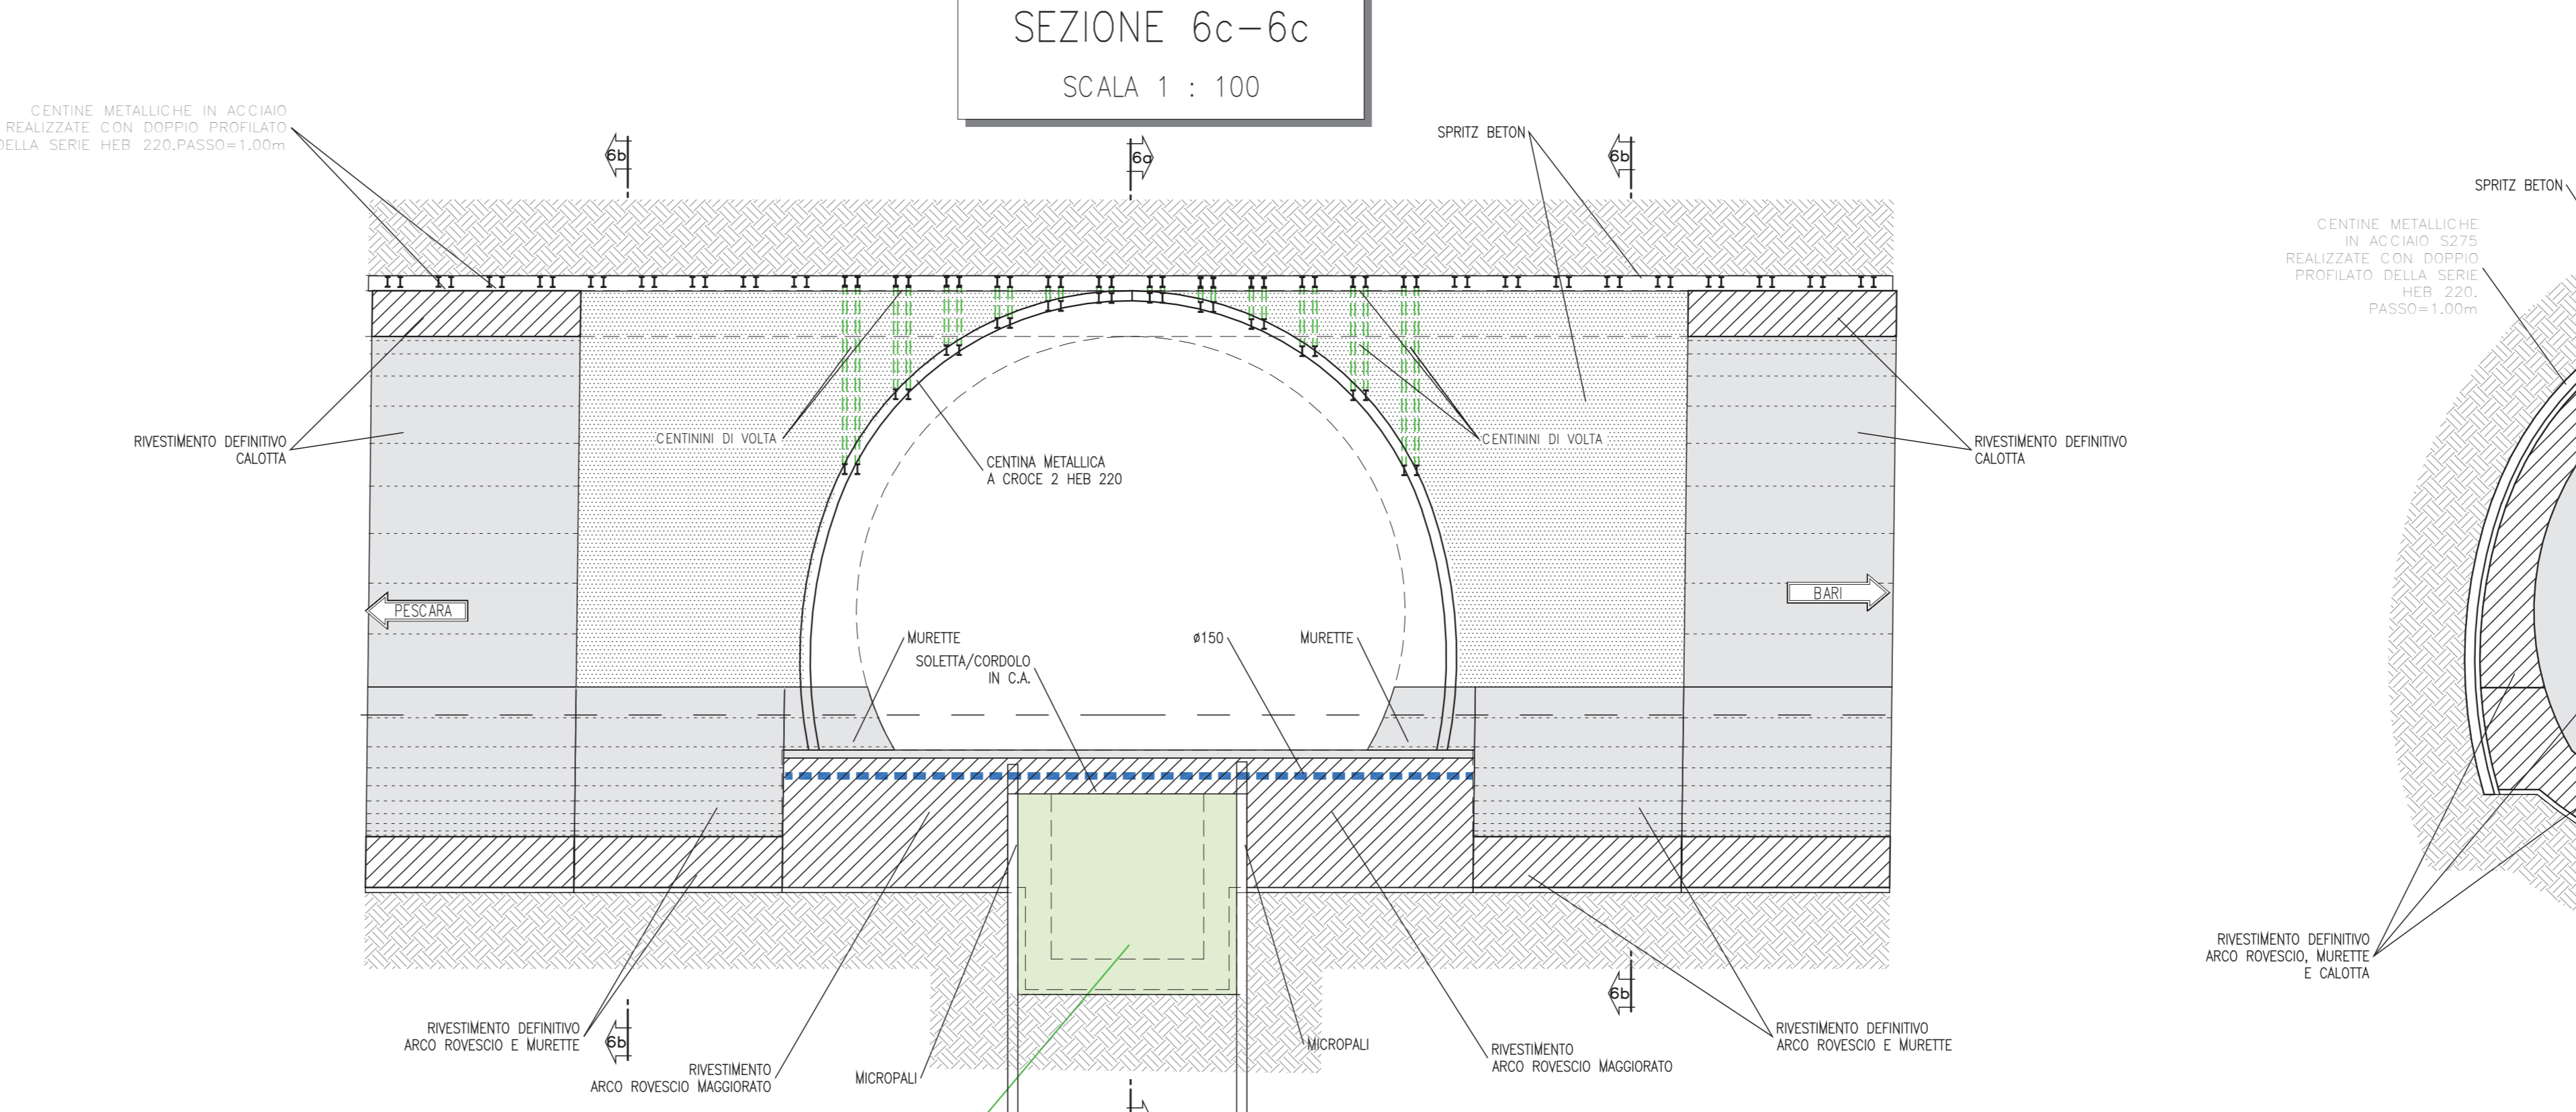 SEZIONE 6c-6c
SCALA 1 : 100
CENTINE METALLICHE IN ACCIAIO
REALIZZATE CON DOPPIO PROFILATO
DELLA SERIE HEB 220.PASSO=1.00m
6b
6a
6b
SPRITZ BETON
SPRITZ BETON
CENTINE METALLICHE
IN ACCIAIO S275
REALIZZATE CON DOPPIO
PROFILATO DELLA SERIE
HEB 220.
PASSO=1.00m
RIVESTIMENTO DEFINITIVO
CALOTTA
CENTININI DI VOLTA
CENTINA METALLICA
A CROCE 2 HEB 220
CENTININI DI VOLTA
RIVESTIMENTO DEFINITIVO
CALOTTA
PESCARA
BARI
MURETTE
SOLETTA/CORDOLO
IN C.A.
ø150
MURETTE
RIVESTIMENTO DEFINITIVO
ARCO ROVESCIO, MURETTE
E CALOTTA
6b
RIVESTIMENTO DEFINITIVO
ARCO ROVESCIO E MURETTE
6b
RIVESTIMENTO
ARCO ROVESCIO MAGGIORATO
MICROPALI
MICROPALI
RIVESTIMENTO
ARCO ROVESCIO MAGGIORATO
RIVESTIMENTO DEFINITIVO
ARCO ROVESCIO E MURETTE